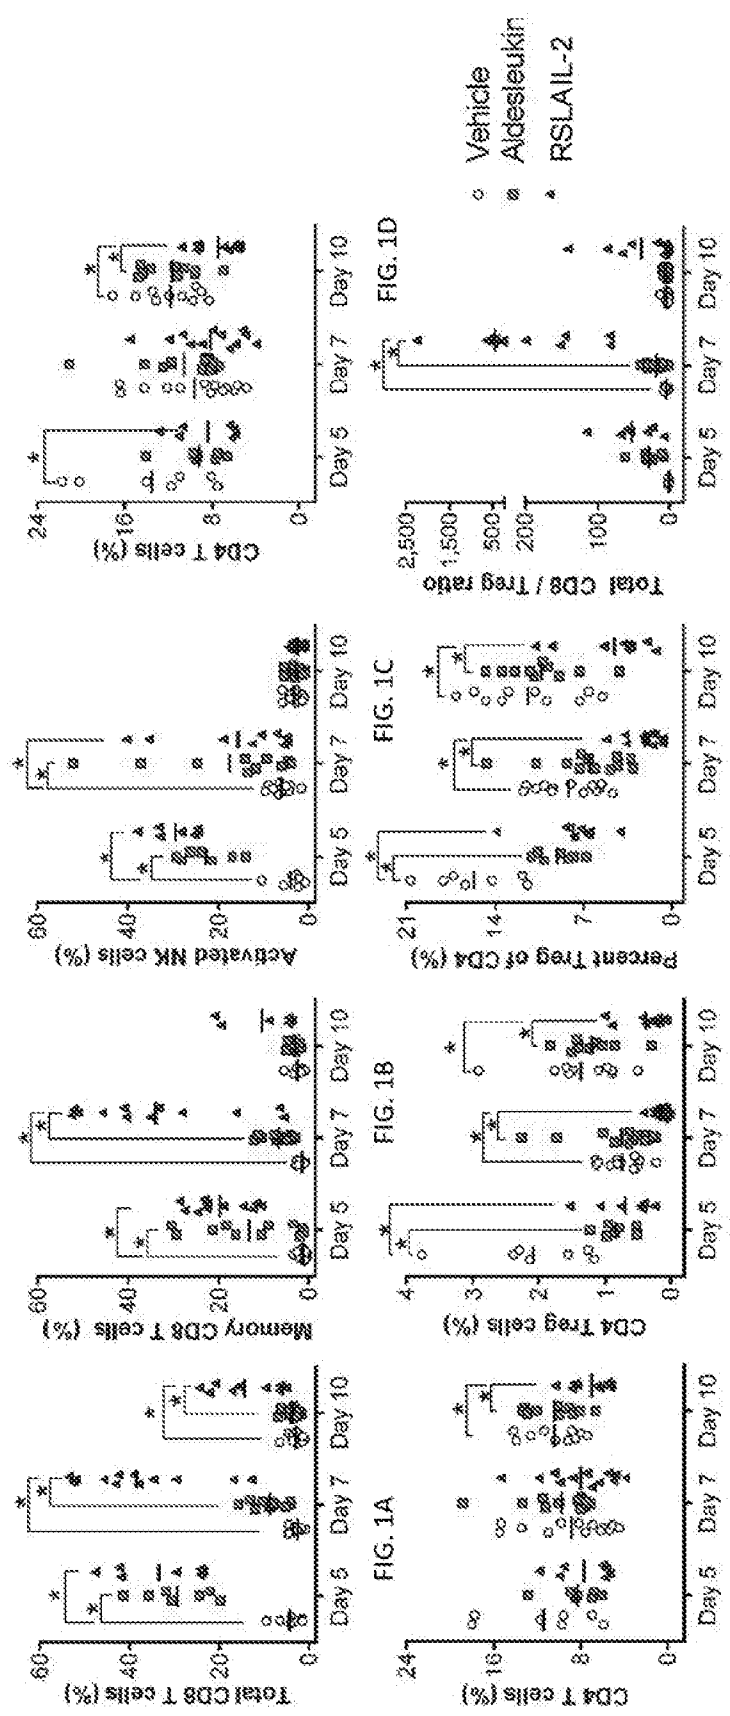 Total CD8 T cells (%)
60
40
20
0
* * * * * *
Day 5 Day 7 Day 10
FIG. 1A
Memory CD8 T cells (%)
60
40
20
0
* * * *
Day 5 Day 7 Day 10
FIG. 1B
Activated NK cells (%)
60
40
20
0
* * * *
Day 5 Day 7 Day 10
FIG. 1C
CD4 T cells (%)
24
16
8
0
* * *
Day 5 Day 7 Day 10
FIG. 1D
CD4 T cells (%)
24
16
8
0
* *
Day 5 Day 7 Day 10
CD4 Treg cells (%)
4
3
2
1
0
* * * * * *
Day 5 Day 7 Day 10
Percent Treg of CD4 (%)
21
14
7
0
* * * * * *
Day 5 Day 7 Day 10
Total CD8 / Treg ratio
2,500
1,500
500
200
100
0
* *
Day 5 Day 7 Day 10
Vehicle
Aldesleukin
RSLAIL-2